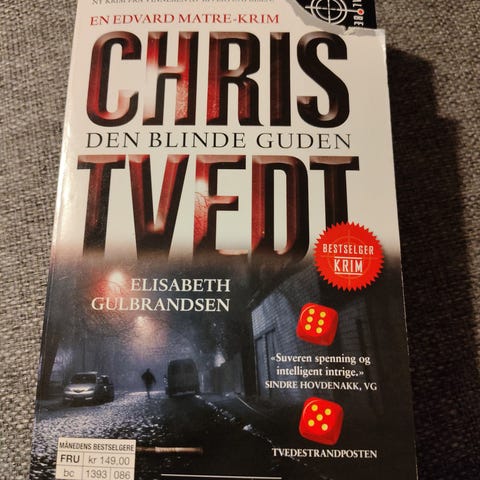 EN EDVARD MATRE-KRIM
CHRIS
DEN BLINDE GUDEN
TVEDT
BESTSELGER
KRIM
ELISABETH
GULBRANDSEN
«Suveren spenning og
intelligent intrige.»
SINDRE HOVDENAKK, VG
TVEDESTRANDPOSTEN
MÅNEDENS BESTSELGERE
FRU kr 149,00
bc 1393 086